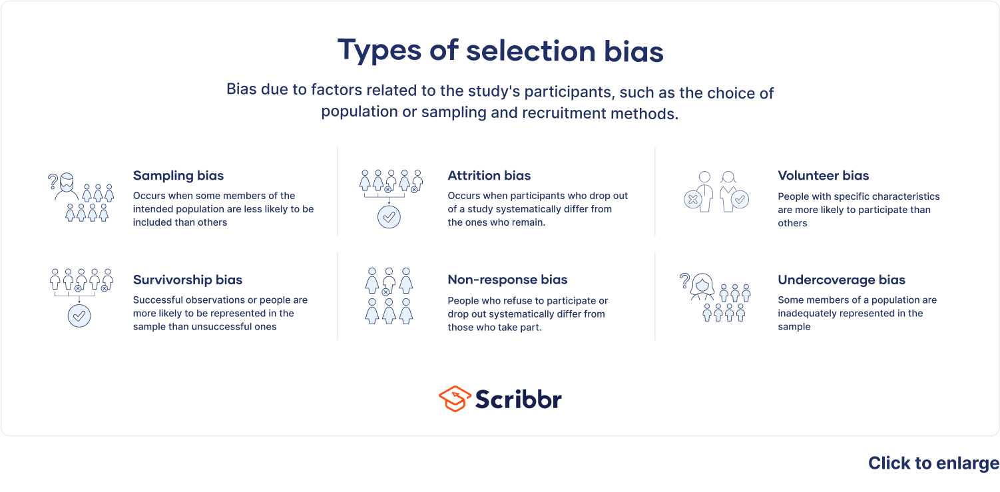 Types of selection bias
Bias due to factors related to the study's participants, such as the choice of
population or sampling and recruitment methods.
?
Sampling bias
Occurs when some members of the
intended population are less likely to be
included than others
Attrition bias
Occurs when participants who drop out
of a study systematically differ from
the ones who remain.
Volunteer bias
People with specific characteristics
are more likely to participate than
others
Survivorship bias
Successful observations or people are
more likely to be represented in the
sample than unsuccessful ones
Non-response bias
People who refuse to participate or
drop out systematically differ from
those who take part.
?
Undercoverage bias
Some members of a population are
inadequately represented in the
sample
Scribbr
Click to enlarge